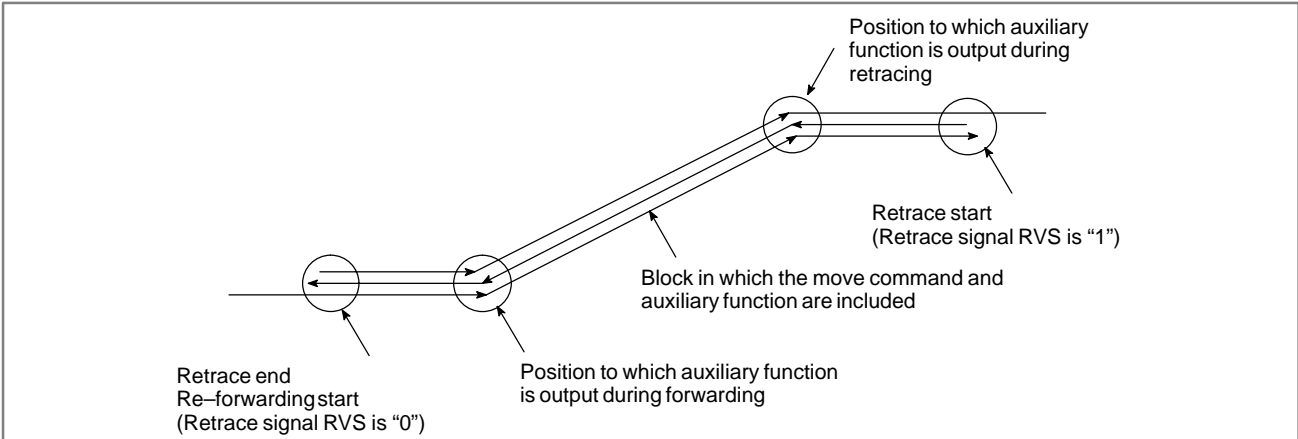 Position to which auxiliary
function is output during
retracing
Retrace start
(Retrace signal RVS is “1”)
Block in which the move command and
auxiliary function are included
Position to which auxiliary function
is output during forwarding
Retrace end
Re–forwarding start
(Retrace signal RVS is “0”)